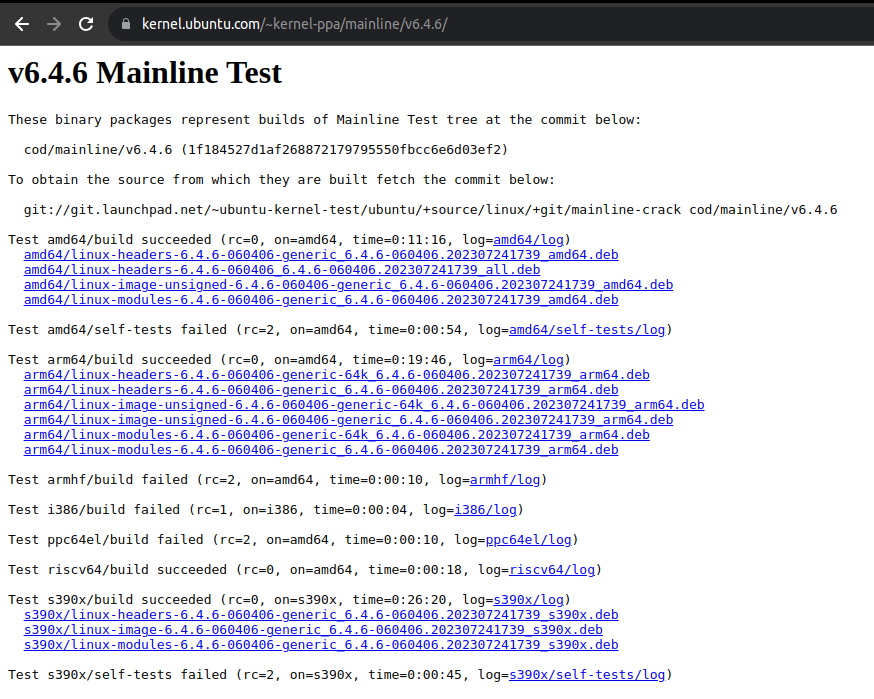 kernel.ubuntu.com/~kernel-ppa/mainline/v6.4.6/
v6.4.6 Mainline Test
These binary packages represent builds of Mainline Test tree at the commit below:
cod/mainline/v6.4.6 (1f184527d1af268872179795550fbcc6e6d03ef2)
To obtain the source from which they are built fetch the commit below:
git://git.launchpad.net/~ubuntu-kernel-test/ubuntu/+source/linux/+git/mainline-crack cod/mainline/v6.4.6
Test amd64/build succeeded (rc=0, on=amd64, time=0:11:16, log=amd64/log)
amd64/linux-headers-6.4.6-060406-generic_6.4.6-060406.202307241739_amd64.deb
amd64/linux-headers-6.4.6-060406_6.4.6-060406.202307241739_all.deb
amd64/linux-image-unsigned-6.4.6-060406-generic_6.4.6-060406.202307241739_amd64.deb
amd64/linux-modules-6.4.6-060406-generic_6.4.6-060406.202307241739_amd64.deb
Test amd64/self-tests failed (rc=2, on=amd64, time=0:00:54, log=amd64/self-tests/log)
Test arm64/build succeeded (rc=0, on=amd64, time=0:19:46, log=arm64/log)
arm64/linux-headers-6.4.6-060406-generic-64k_6.4.6-060406.202307241739_arm64.deb
arm64/linux-headers-6.4.6-060406-generic_6.4.6-060406.202307241739_arm64.deb
arm64/linux-image-unsigned-6.4.6-060406-generic-64k_6.4.6-060406.202307241739_arm64.deb
arm64/linux-image-unsigned-6.4.6-060406-generic_6.4.6-060406.202307241739_arm64.deb
arm64/linux-modules-6.4.6-060406-generic-64k_6.4.6-060406.202307241739_arm64.deb
arm64/linux-modules-6.4.6-060406-generic_6.4.6-060406.202307241739_arm64.deb
Test armhf/build failed (rc=2, on=amd64, time=0:00:10, log=armhf/log)
Test i386/build failed (rc=1, on=i386, time=0:00:04, log=i386/log)
Test ppc64el/build failed (rc=2, on=amd64, time=0:00:10, log=ppc64el/log)
Test riscv64/build succeeded (rc=0, on=amd64, time=0:00:18, log=riscv64/log)
Test s390x/build succeeded (rc=0, on=s390x, time=0:26:20, log=s390x/log)
s390x/linux-headers-6.4.6-060406-generic_6.4.6-060406.202307241739_s390x.deb
s390x/linux-image-6.4.6-060406-generic_6.4.6-060406.202307241739_s390x.deb
s390x/linux-modules-6.4.6-060406-generic_6.4.6-060406.202307241739_s390x.deb
Test s390x/self-tests failed (rc=2, on=s390x, time=0:00:45, log=s390x/self-tests/log)